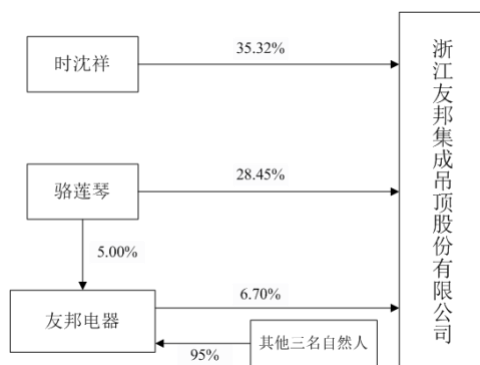 时沈祥
35.32%
骆莲琴
28.45%
5.00%
友邦电器
6.70%
其他三名自然人
95%
浙江友邦集成吊顶股份有限公司